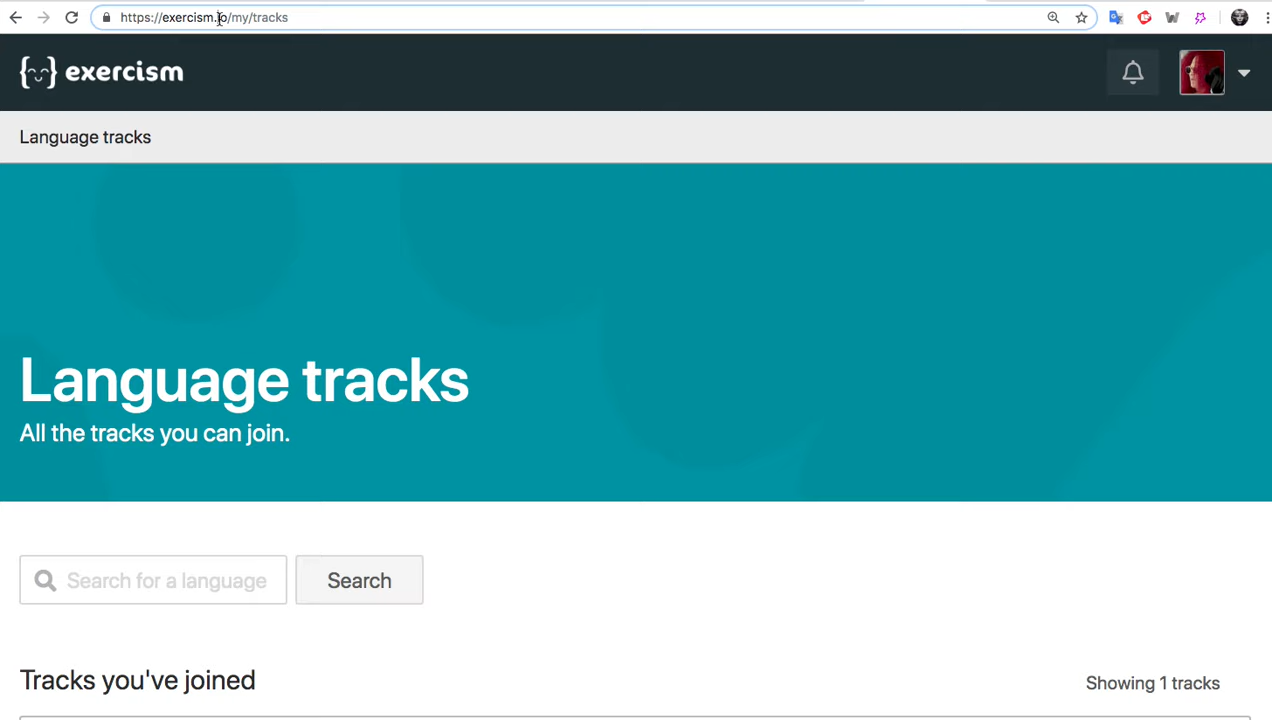 https://exercism.io/my/tracks
exercism
Language tracks
Language tracks
All the tracks you can join.
Search for a language
Search
Tracks you've joined
Showing 1 tracks